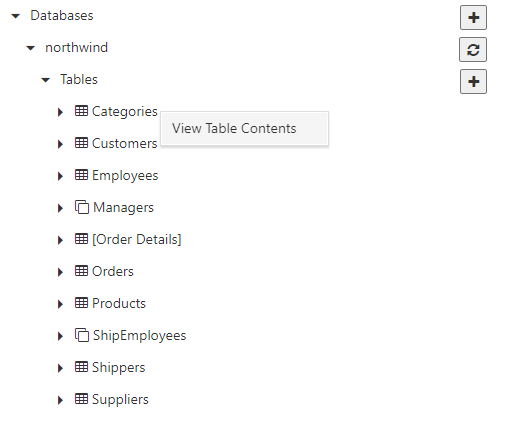 Databases
northwind
Tables
Categories
View Table Contents
Customers
Employees
Managers
[Order Details]
Orders
Products
ShipEmployees
Shippers
Suppliers